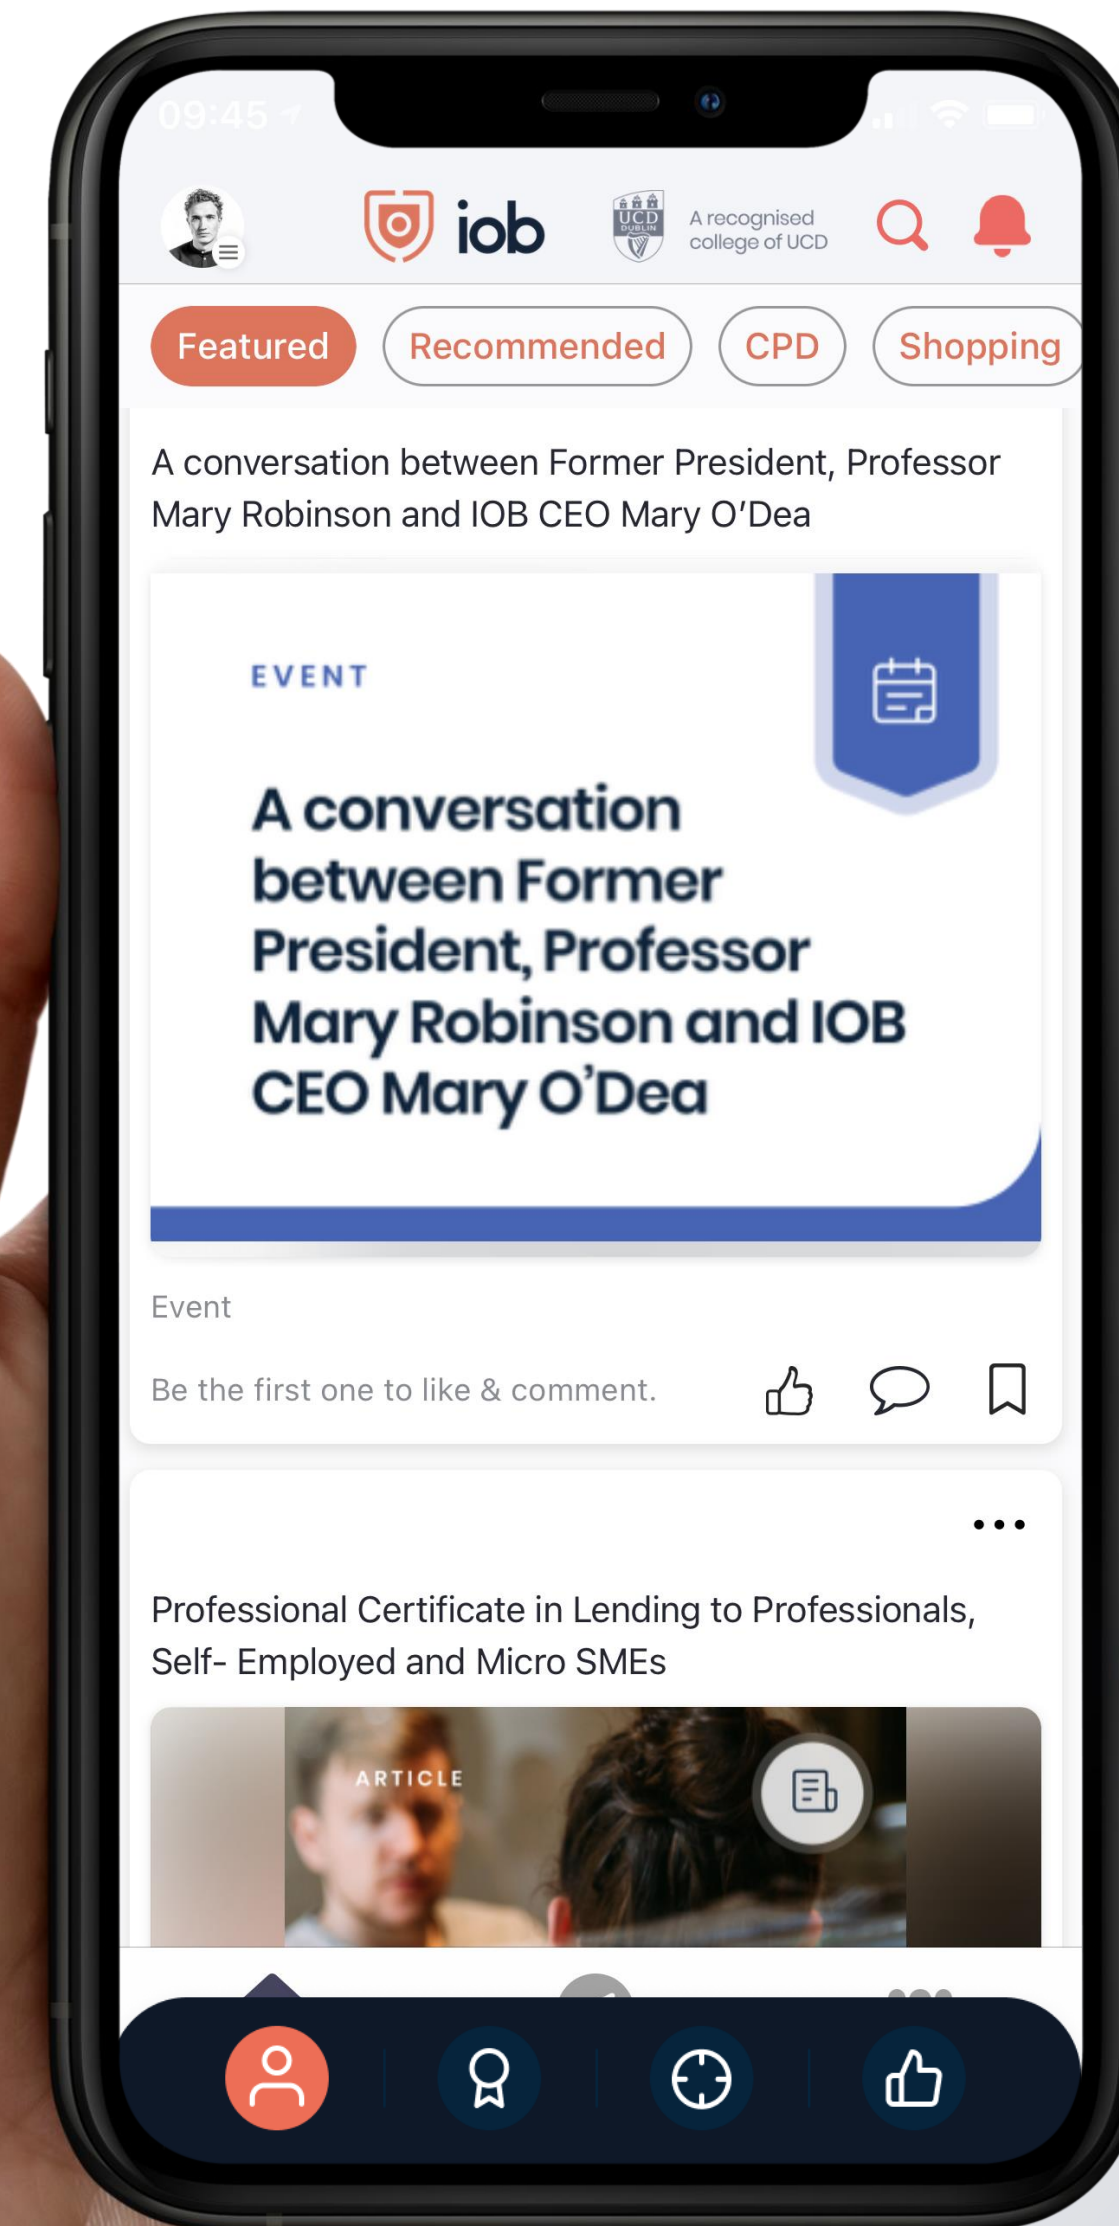 09:45
iob
UCD
DUBLIN
A recognised
college of UCD
Featured
Recommended
CPD
Shopping
A conversation between Former President, Professor
Mary Robinson and IOB CEO Mary O’Dea
EVENT
A conversation
between Former
President, Professor
Mary Robinson and IOB
CEO Mary O’Dea
Event
Be the first one to like & comment.
Professional Certificate in Lending to Professionals,
Self- Employed and Micro SMEs
ARTICLE